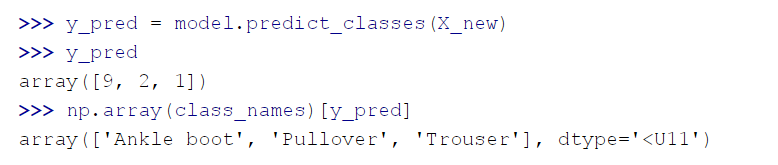 >>> y_pred = model.predict_classes(X_new)
>>> y_pred
array([9, 2, 1])
>>> np.array(class_names)[y_pred]
array(['Ankle boot', 'Pullover', 'Trouser'], dtype='<U11')